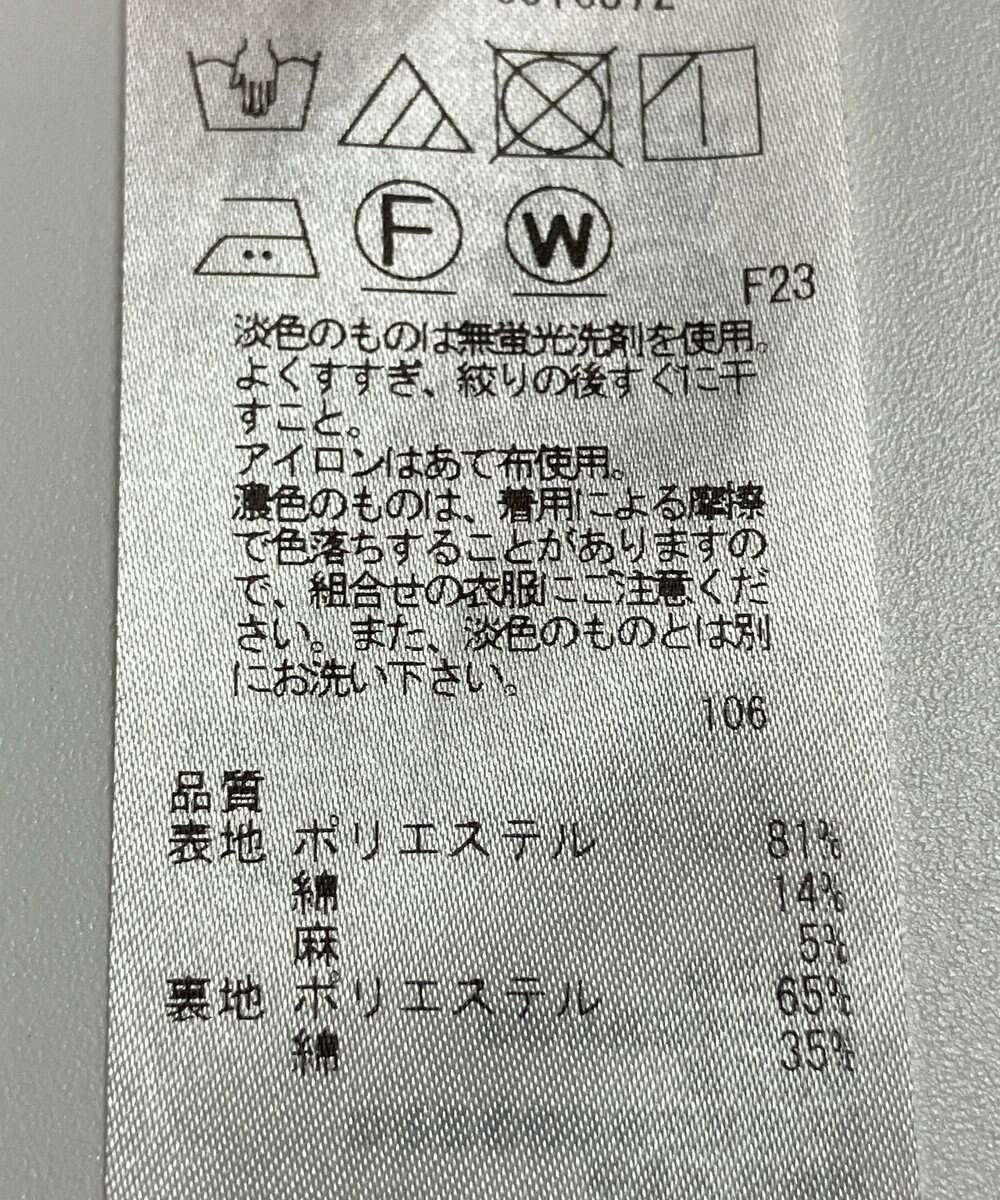 F
W
F23
淡色のものは無蛍光洗剤を使用。
よくすすぎ、絞りの後すぐに干
すこと。
アイロンはあて布使用。
濃色のものは、着用による摩擦
で色落ちすることがありますの
で、組合せの衣服にご注意くだ
さい。また、淡色のものとは別
にお洗い下さい。
106
品質
表地 ポリエステル 81%
綿 14%
麻 5%
裏地 ポリエステル 65%
綿 35%